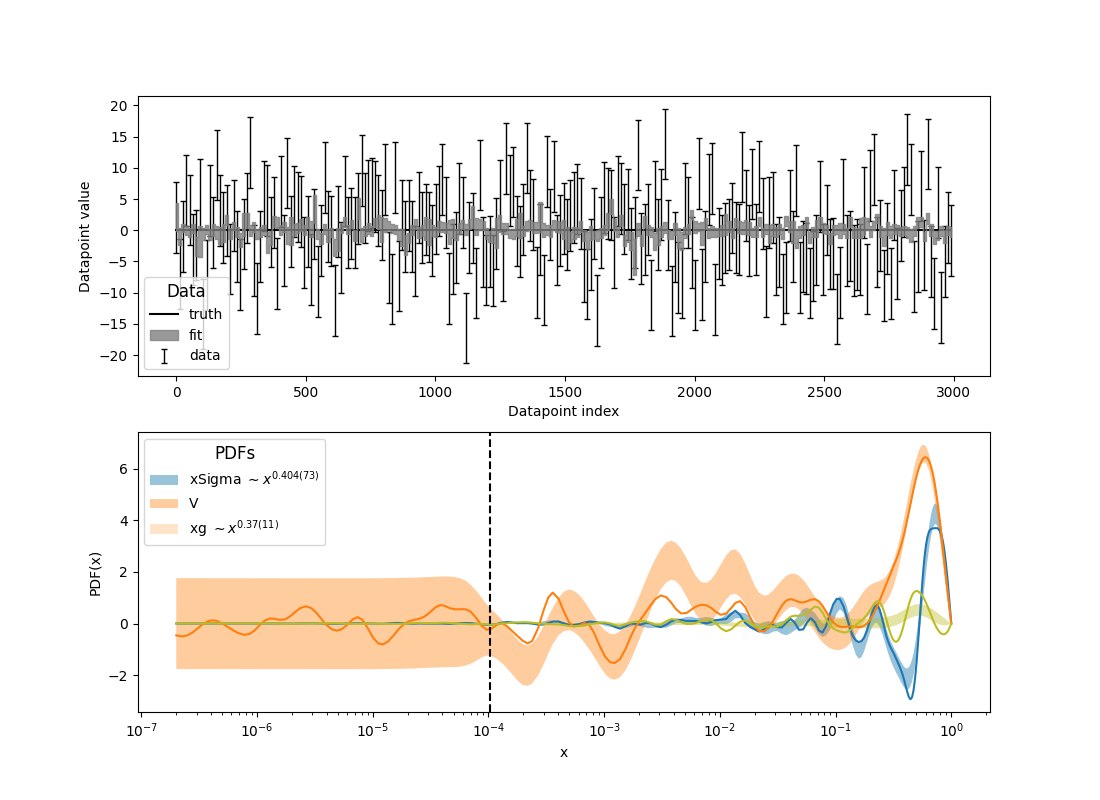 20
15
10
5
0
−5
−10
−15
−20
Datapoint value
Data
truth
fit
data
0 500 1000 1500 2000 2500 3000
Datapoint index
6
4
2
0
−2
PDF(x)
PDFs
xSigma ∼ x^0.404(73)
V
xg ∼ x^0.37(11)
10^−7 10^−6 10^−5 10^−4 10^−3 10^−2 10^−1 10^0
x